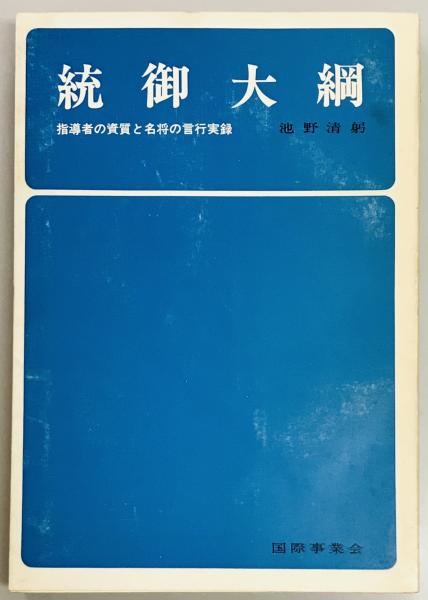 統御大綱
指導者の資質と名将の言行実録 池野清躬
国際事業会